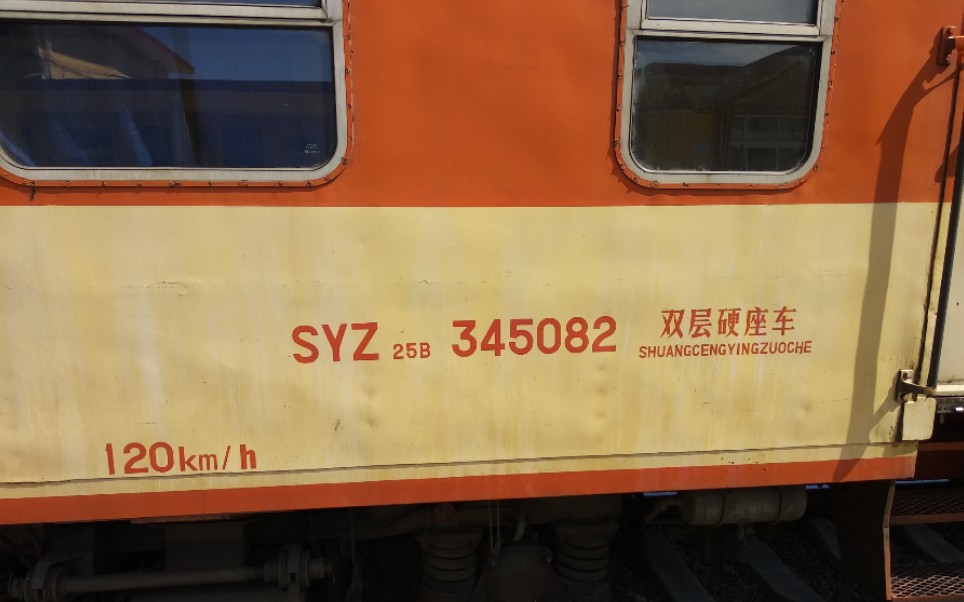 SYZ 25B 345082 双层硬座车
SHUANGCENGYINGZUOCHE
120km/h